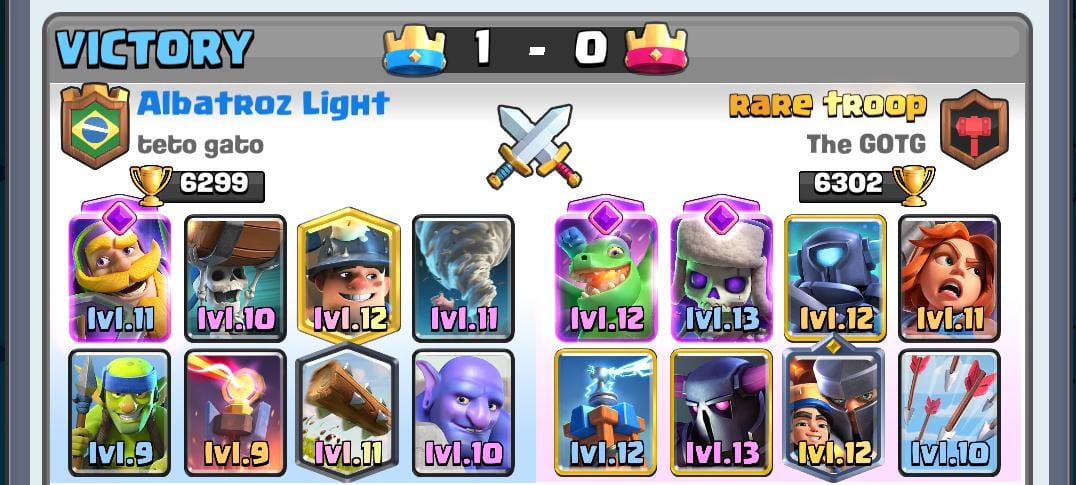 VICTORY 1 - 0
Albatroz Light rare troop
teto gato The GOTG
6299 6302
lvl.11 lvl.10 lvl.12 lvl.11 lvl.12 lvl.13 lvl.12 lvl.11
lvl.9 lvl.9 lvl.11 lvl.10 lvl.12 lvl.13 lvl.12 lvl.10